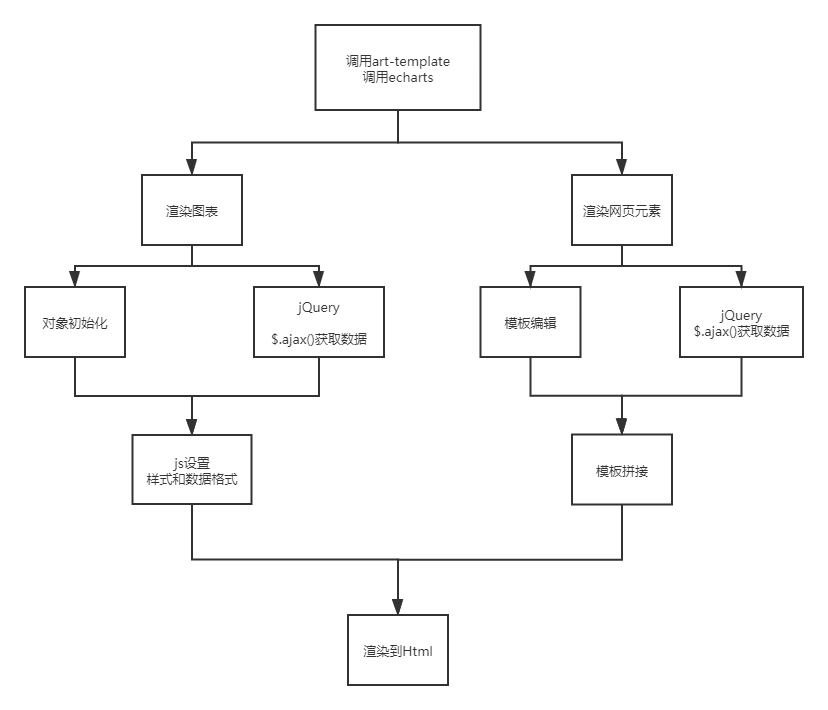 调用art-template
调用echarts
渲染图表
渲染网页元素
对象初始化
jQuery
$.ajax()获取数据
模板编辑
jQuery
$.ajax()获取数据
js设置
样式和数据格式
模板拼接
渲染到Html